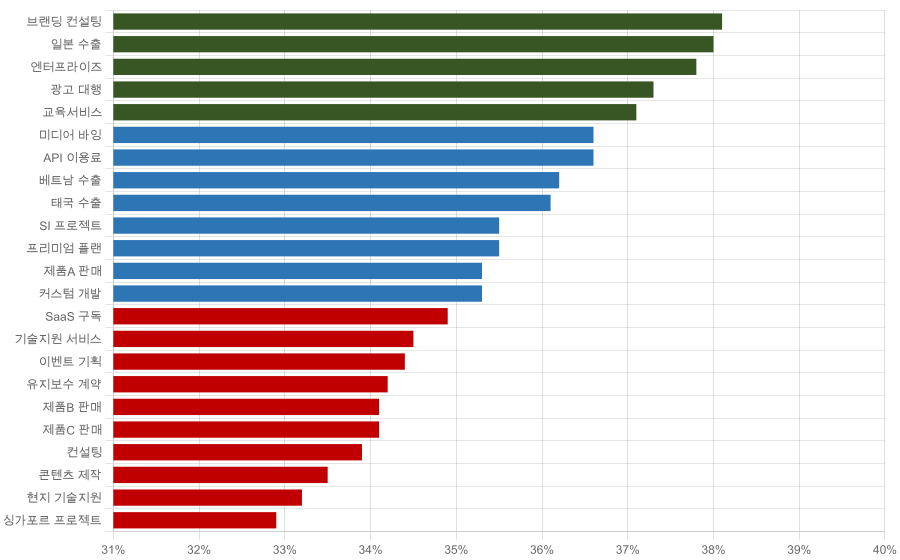 브랜딩 컨설팅
일본 수출
엔터프라이즈
광고 대행
교육서비스
미디어 바잉
API 이용료
베트남 수출
태국 수출
SI 프로젝트
프리미엄 플랜
제품A 판매
커스텀 개발
SaaS 구독
기술지원 서비스
이벤트 기획
유지보수 계약
제품B 판매
제품C 판매
컨설팅
콘텐츠 제작
현지 기술지원
싱가포르 프로젝트
31% 32% 33% 34% 35% 36% 37% 38% 39% 40%